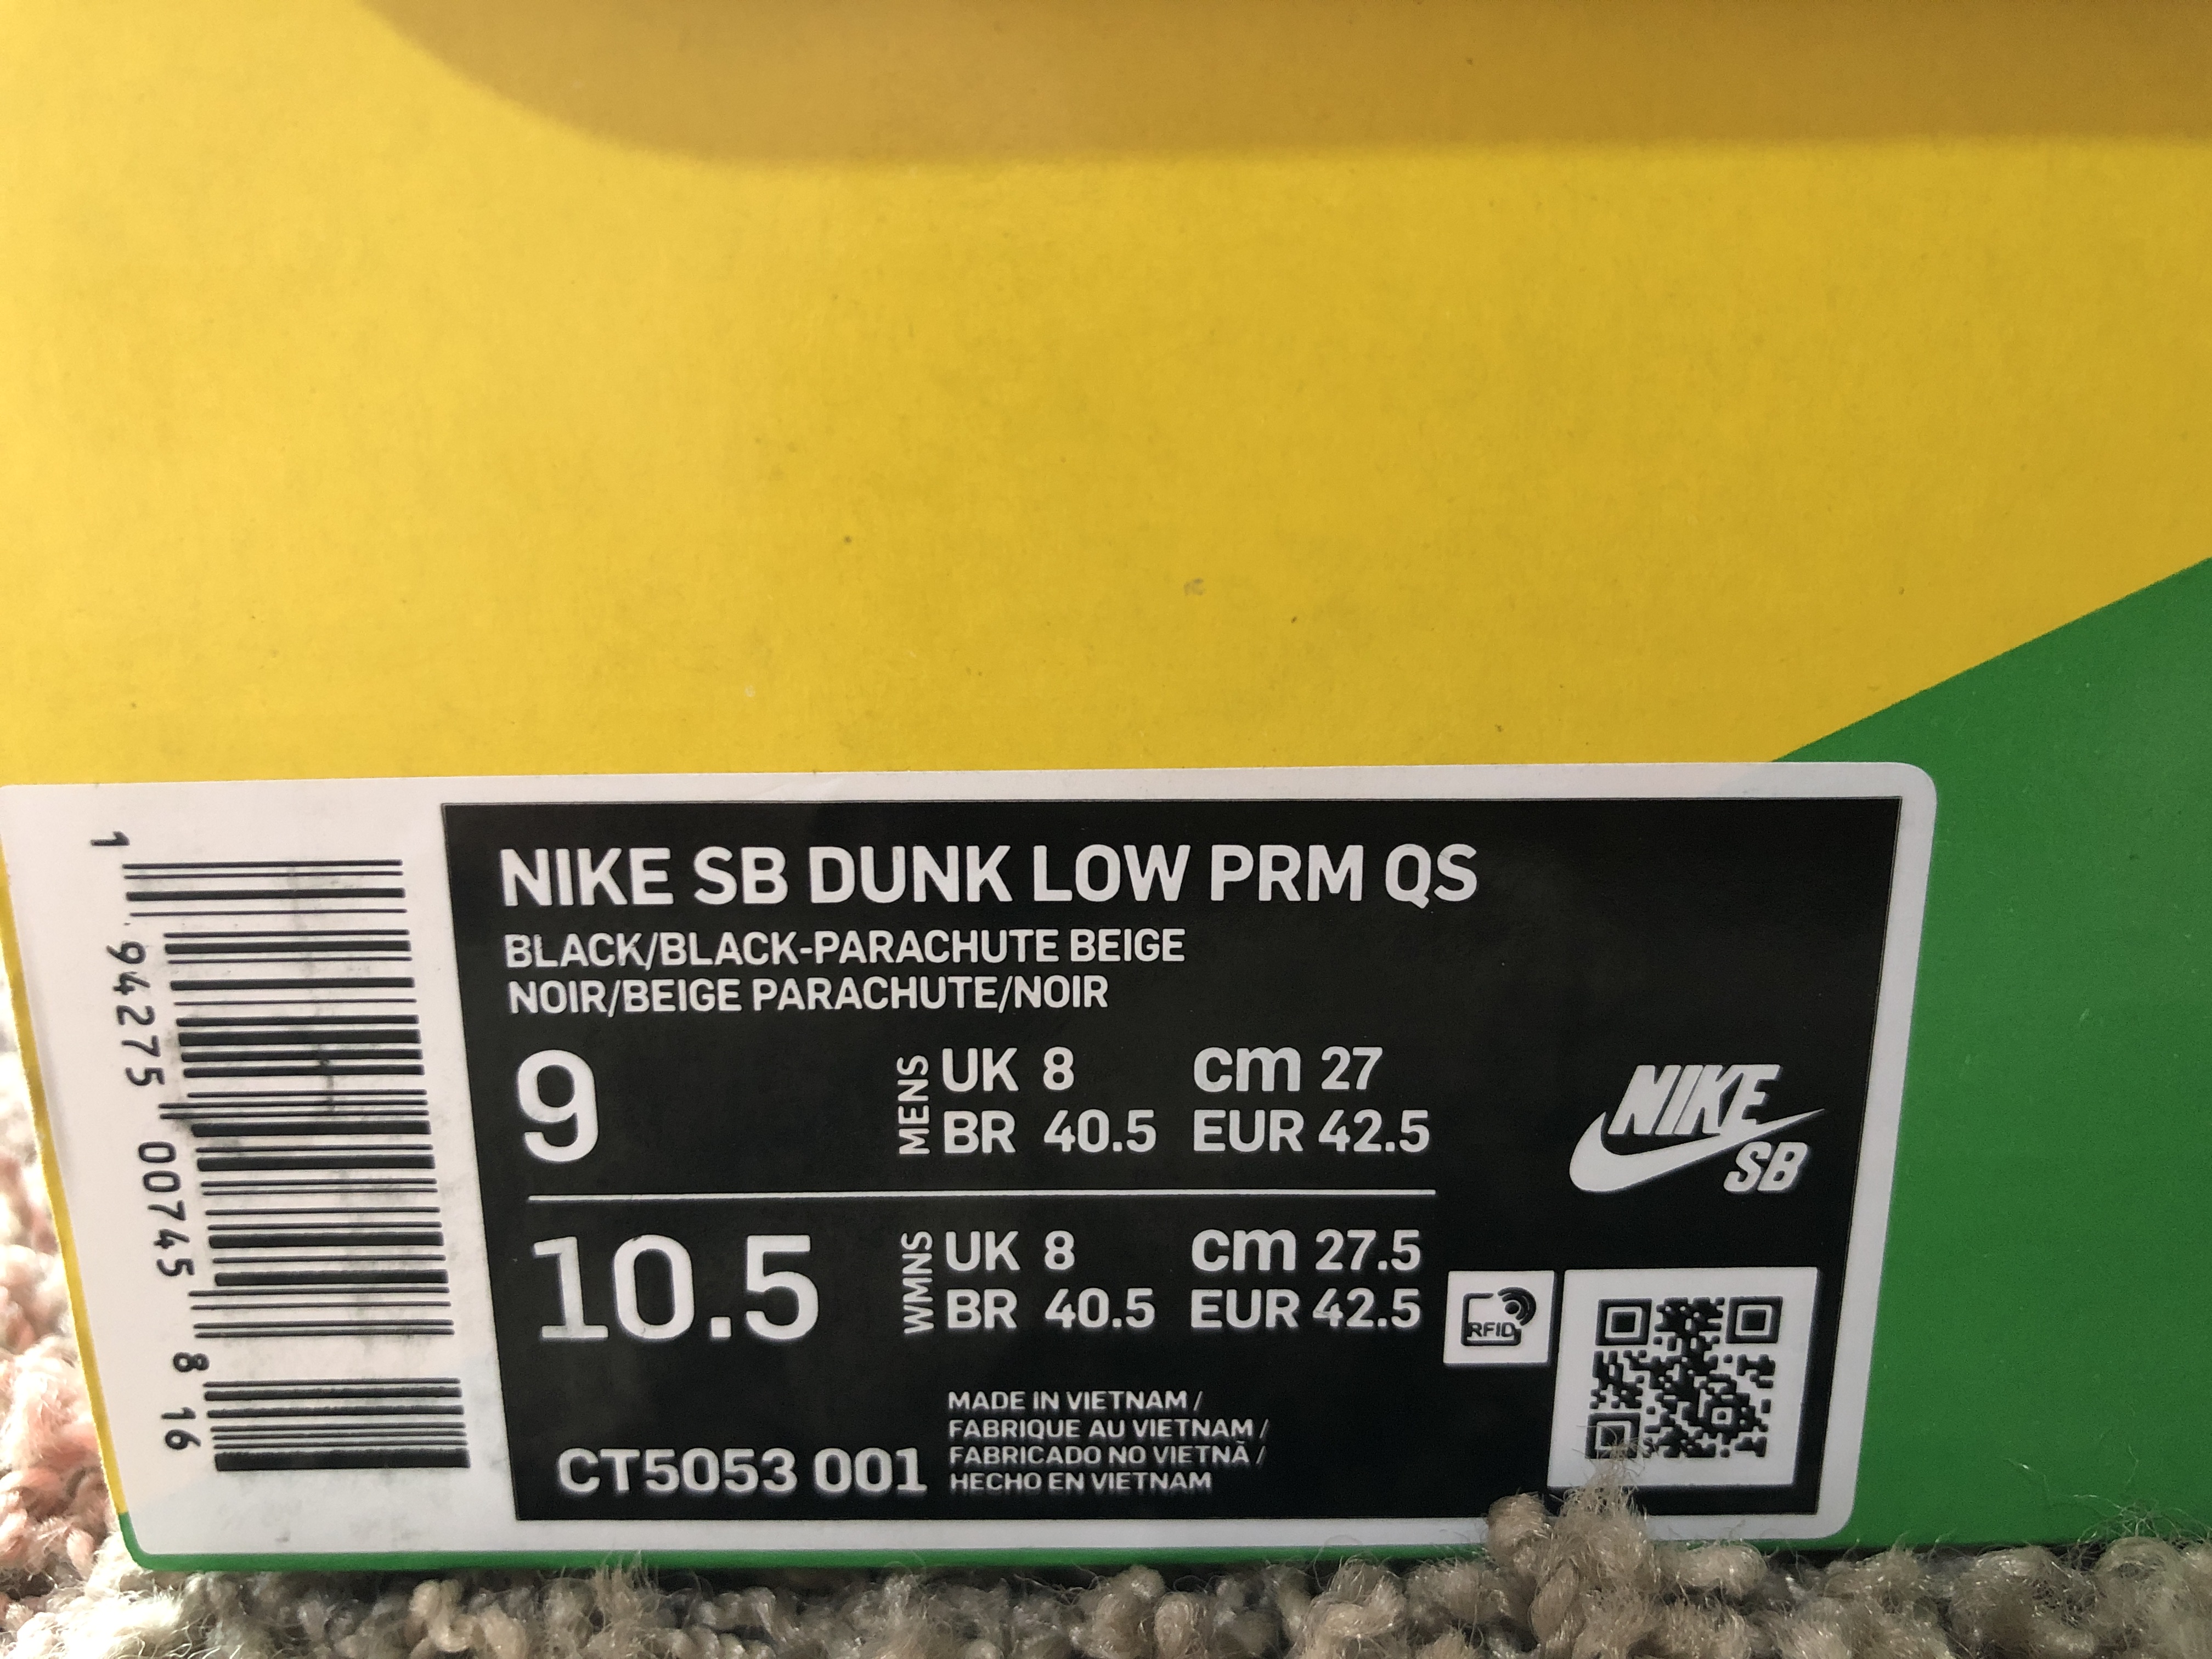 NIKE SB DUNK LOW PRM QS
BLACK/BLACK-PARACHUTE BEIGE
NOIR/BEIGE PARACHUTE/NOIR
9 MENS UK 8 cm 27
BR 40.5 EUR 42.5
10.5 WMNS UK 8 cm 27.5
BR 40.5 EUR 42.5
NIKE
SB
RFID
CT5053 001
MADE IN VIETNAM /
FABRIQUE AU VIETNAM /
FABRICADO NO VIETNÃ /
HECHO EN VIETNAM
1 94275 00745 8 16